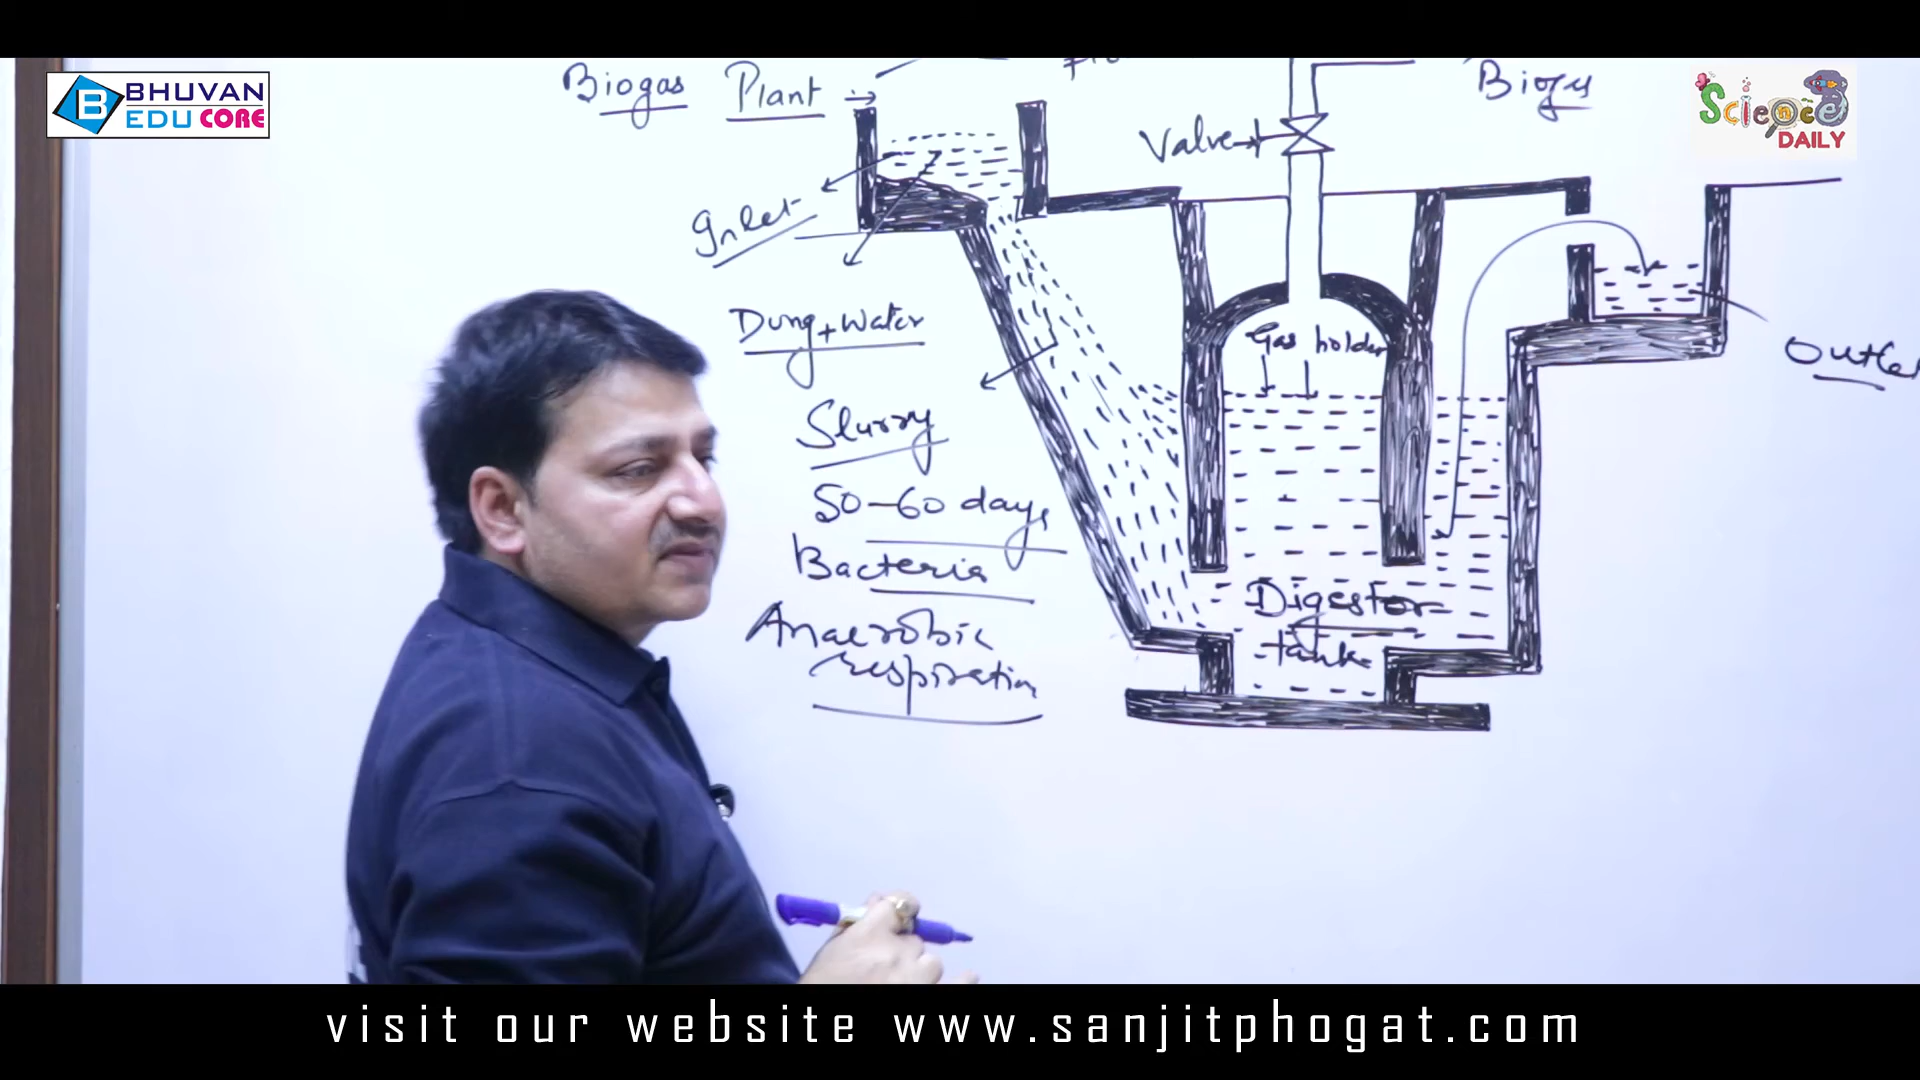 BHUVAN
EDU CORE
Biogas Plant
Biogas
Science
DAILY
Valve
Inlet
Gas holder
Dung + Water
Outlet
Slurry
50-60 days
Bacteria
Digestor
tank
Anaerobic
respiration
visit our website www.sanjitphogat.com